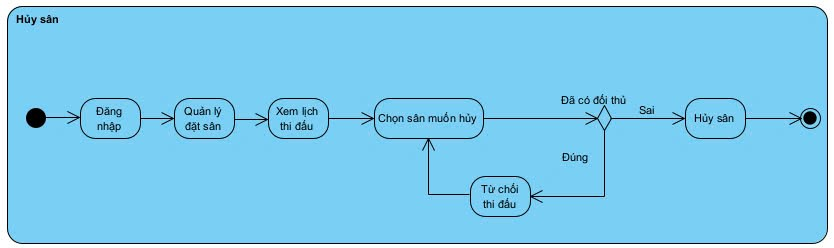 Hủy sân
Đăng
nhập
Quản lý
đặt sân
Xem lịch
thi đấu
Chọn sân muốn hủy
Đã có đối thủ
Sai
Hủy sân
Đúng
Từ chối
thi đấu